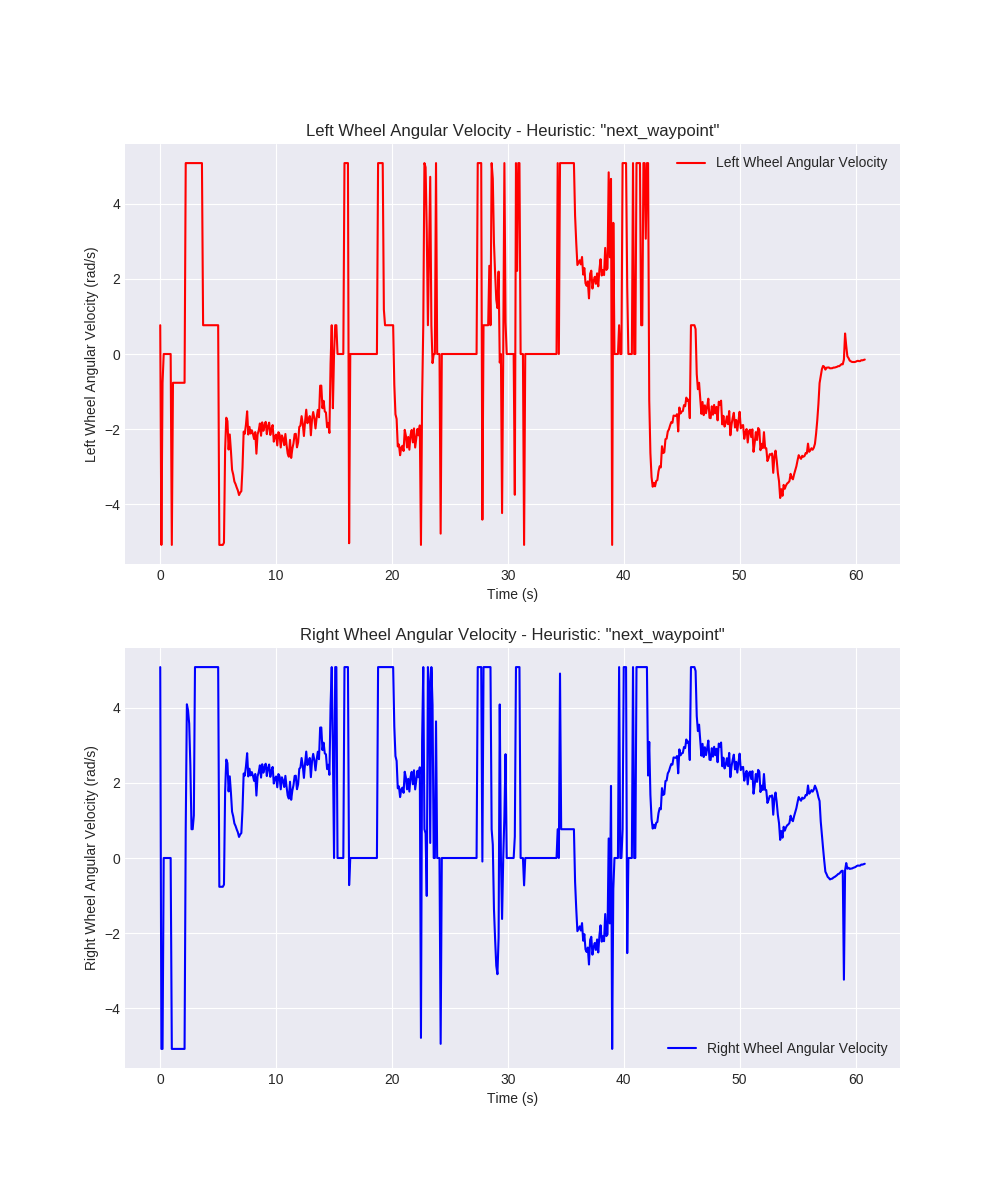 Left Wheel Angular Velocity - Heuristic: "next_waypoint"
Left Wheel Angular Velocity
Left Wheel Angular Velocity (rad/s)
4
2
0
−2
−4
0 10 20 30 40 50 60
Time (s)
Right Wheel Angular Velocity - Heuristic: "next_waypoint"
Right Wheel Angular Velocity (rad/s)
4
2
0
−2
−4
Right Wheel Angular Velocity
0 10 20 30 40 50 60
Time (s)